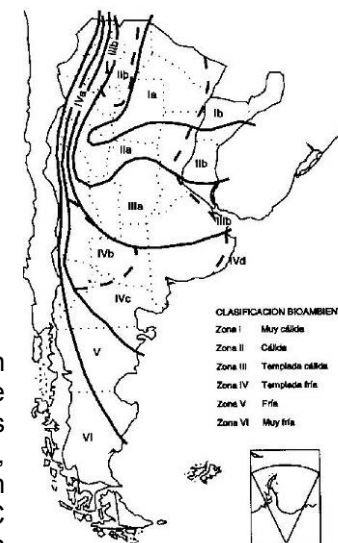 IIIb
IIb
IVa
Ia
Ib
IIa
IIb
IIIa
IIIb
IVb
IVd
IVc
CLASIFICACION BIOAMBIEN
Zona I Muy cálida
Zona II Cálida
Zona III Templada cálida
Zona IV Templada fría
Zona V Fría
Zona VI Muy fría
V
VI